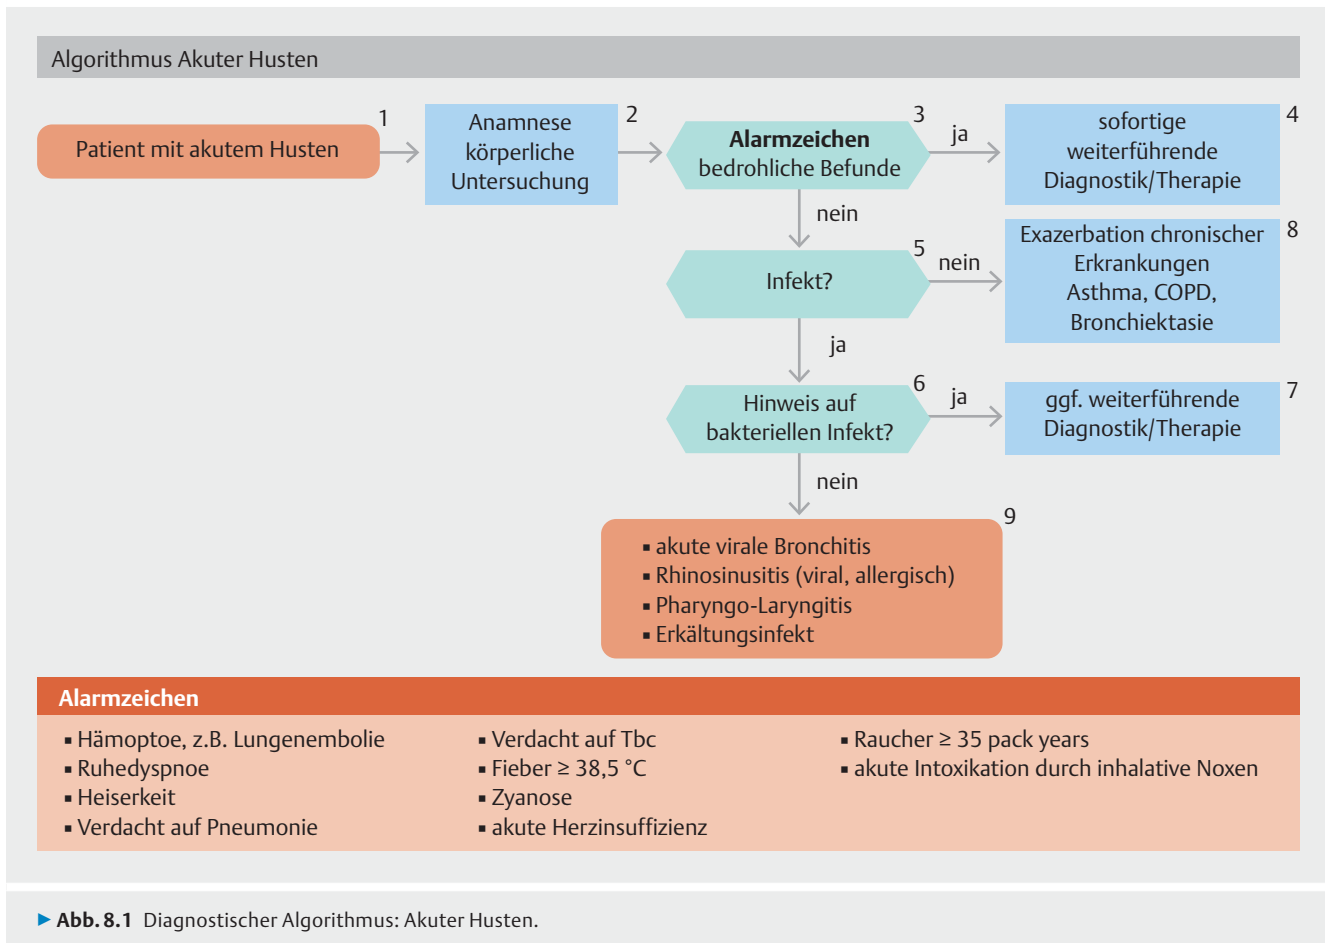 Algorithmus Akuter Husten
Patient mit akutem Husten
1
Anamnese
körperliche
Untersuchung
2
Alarmzeichen
bedrohliche Befunde
3
ja
sofortige
weiterführende
Diagnostik/Therapie
4
nein
Infekt?
5
nein
Exazerbation chronischer
Erkrankungen
Asthma, COPD,
Bronchiektasie
8
ja
Hinweis auf
bakteriellen Infekt?
6
ja
ggf. weiterführende
Diagnostik/Therapie
7
nein
9
▪ akute virale Bronchitis
▪ Rhinosinusitis (viral, allergisch)
▪ Pharyngo-Laryngitis
▪ Erkältungsinfekt
Alarmzeichen
▪ Hämoptoe, z.B. Lungenembolie
▪ Ruhedyspnoe
▪ Heiserkeit
▪ Verdacht auf Pneumonie
▪ Verdacht auf Tbc
▪ Fieber ≥ 38,5 °C
▪ Zyanose
▪ akute Herzinsuffizienz
▪ Raucher ≥ 35 pack years
▪ akute Intoxikation durch inhalative Noxen
▶ Abb. 8.1 Diagnostischer Algorithmus: Akuter Husten.